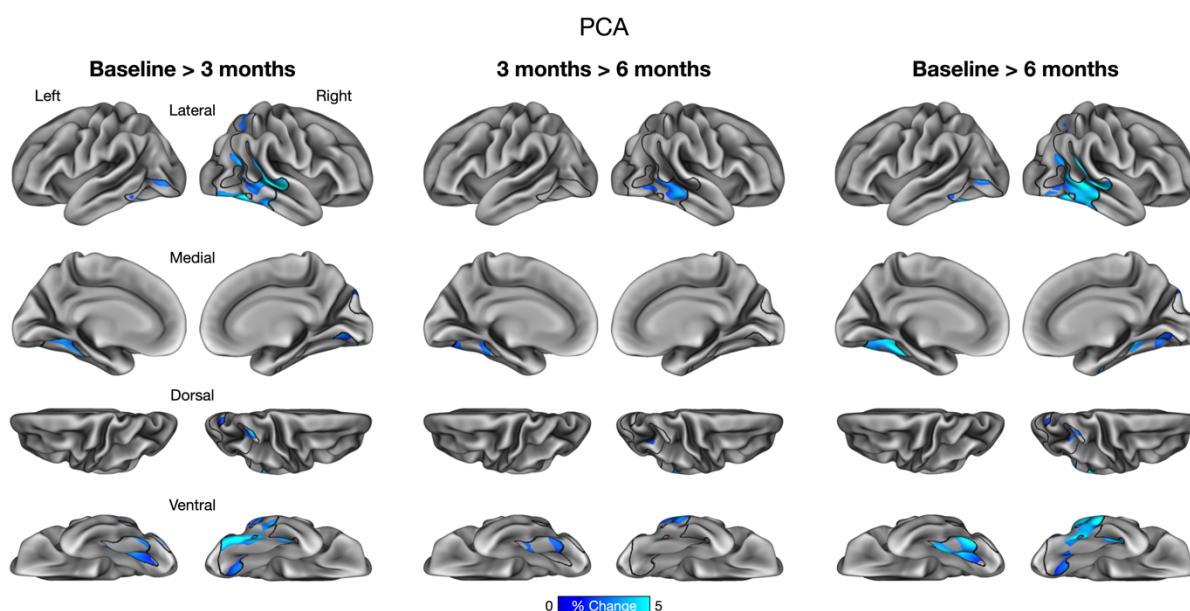 PCA
Baseline > 3 months
3 months > 6 months
Baseline > 6 months
Left
Lateral
Right
Medial
Dorsal
Ventral
0 % Change 5